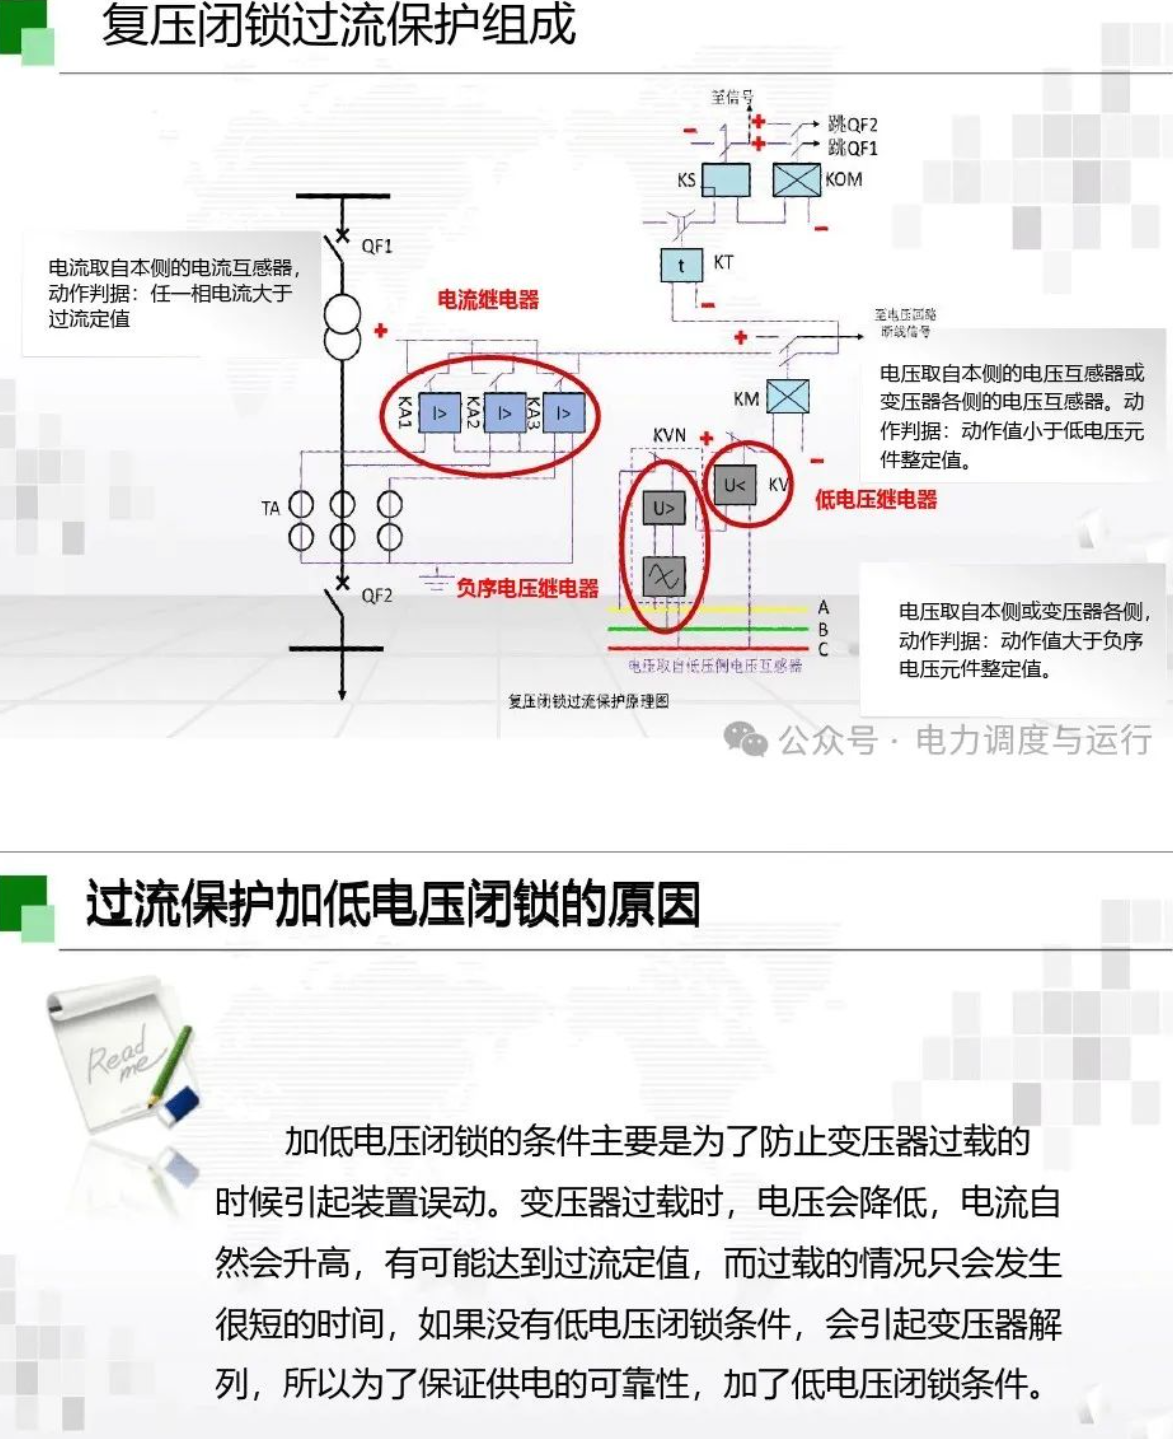 复压闭锁过流保护组成
至信号
跳QF2
跳QF1
KS
KOM
QF1
电流取自本侧的电流互感器，
动作判据：任一相电流大于
过流定值
t
KT
电流继电器
至电压回路
断线信号
电压取自本侧的电压互感器或
变压器各侧的电压互感器。动
作判据：动作值小于低电压元
件整定值。
KM
KA1
I>
KA2
I>
KA3
I>
KVN
U<
KV
低电压继电器
U>
TA
负序电压继电器
QF2
A
B
C
电压取自低压侧电压互感器
电压取自本侧或变压器各侧，
动作判据：动作值大于负序
电压元件整定值。
复压闭锁过流保护原理图
公众号·电力调度与运行
过流保护加低电压闭锁的原因
Read
me
加低电压闭锁的条件主要是为了防止变压器过载的
时候引起装置误动。变压器过载时，电压会降低，电流自
然会升高，有可能达到过流定值，而过载的情况只会发生
很短的时间，如果没有低电压闭锁条件，会引起变压器解
列，所以为了保证供电的可靠性，加了低电压闭锁条件。